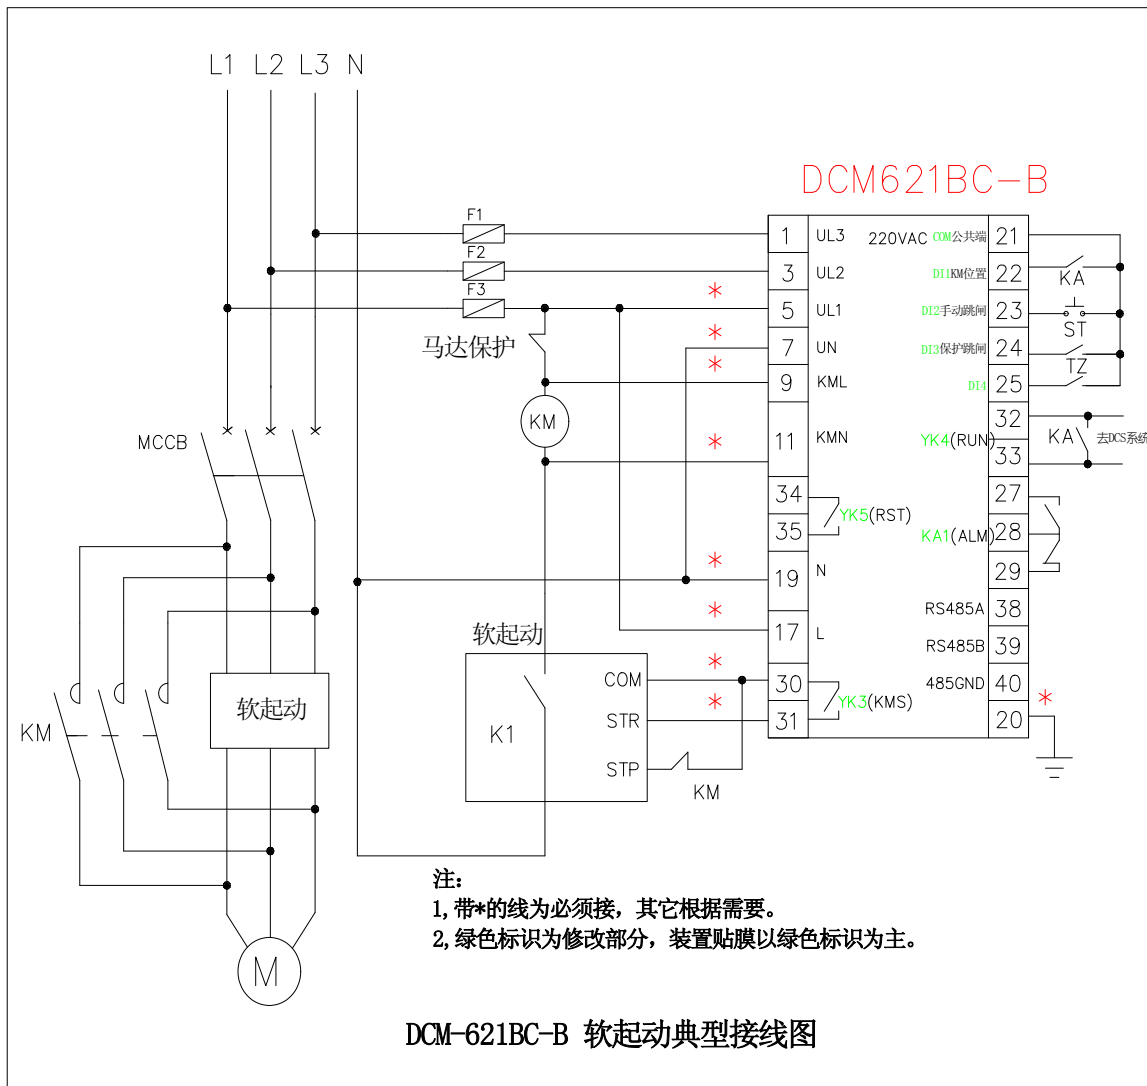 L1 L2 L3 N
DCM621BC-B
F1
1 UL3 220VAC COM公共端 21
F2
3 UL2 DI1KM位置 22
KA
F3
5 UL1 DI2手动跳闸 23
ST
马达保护
7 UN DI3保护跳闸 24
TZ
9 KML DI4 25
KM
32
MCCB
11 KMN YK4(RUN) KA 去DCS系统
33
34 27
YK5(RST)
35 KA1(ALM) 28
19 N 29
RS485A 38
软起动
17 L RS485B 39
COM 30 485GND 40
YK3(KMS)
软起动
STR 31 20
KM
K1
STP
KM
注：
1,带*的线为必须接，其它根据需要。
2,绿色标识为修改部分，装置贴膜以绿色标识为主。
M
DCM-621BC-B 软起动典型接线图